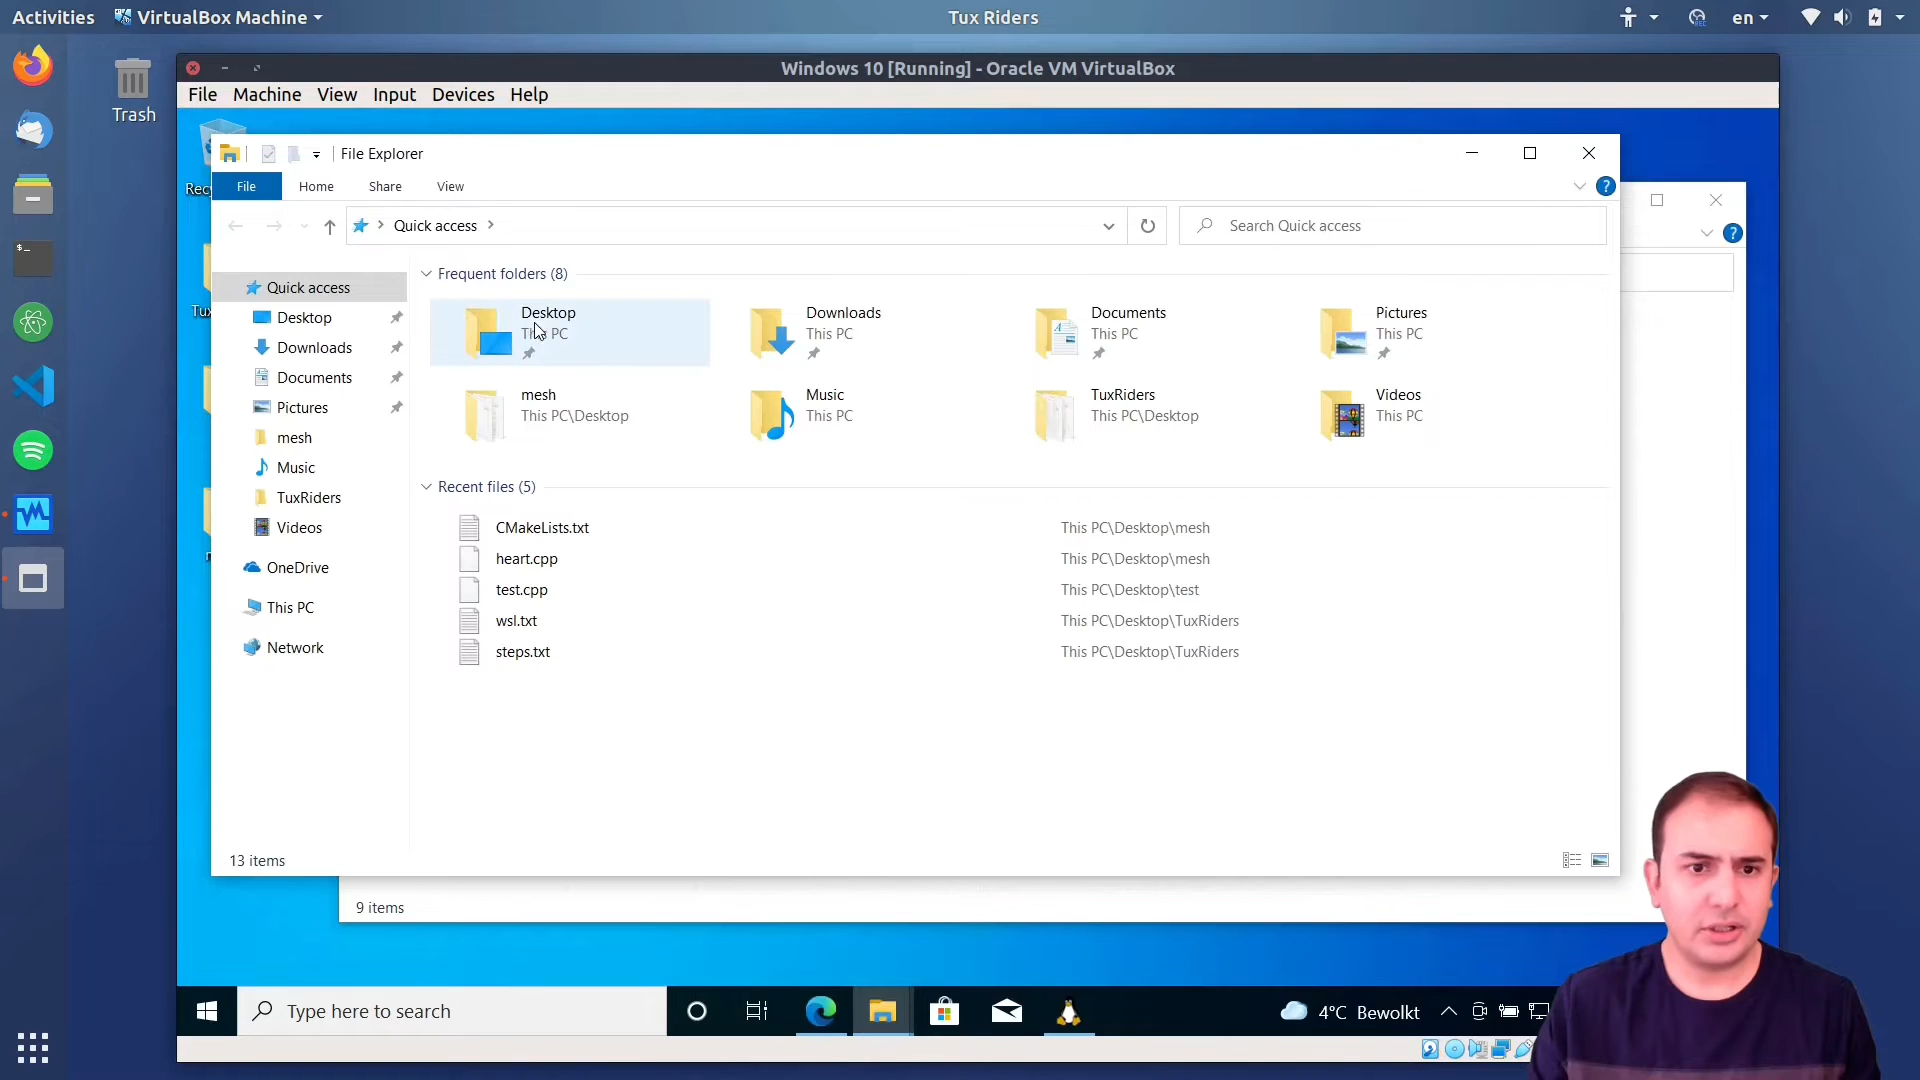 Activities VirtualBox Machine Tux Riders en
Trash
Windows 10 [Running] - Oracle VM VirtualBox
File Machine View Input Devices Help
File Explorer
File Home Share View
Quick access Search Quick access
Quick access
Desktop
Downloads
Documents
Pictures
mesh
Music
TuxRiders
Videos
OneDrive
This PC
Network
Frequent folders (8)
Desktop
This PC
Downloads
This PC
Documents
This PC
Pictures
This PC
mesh
This PC\Desktop
Music
This PC
TuxRiders
This PC\Desktop
Videos
This PC
Recent files (5)
CMakeLists.txt This PC\Desktop\mesh
heart.cpp This PC\Desktop\mesh
test.cpp This PC\Desktop\test
wsl.txt This PC\Desktop\TuxRiders
steps.txt This PC\Desktop\TuxRiders
13 items
9 items
Type here to search 4°C Bewolkt